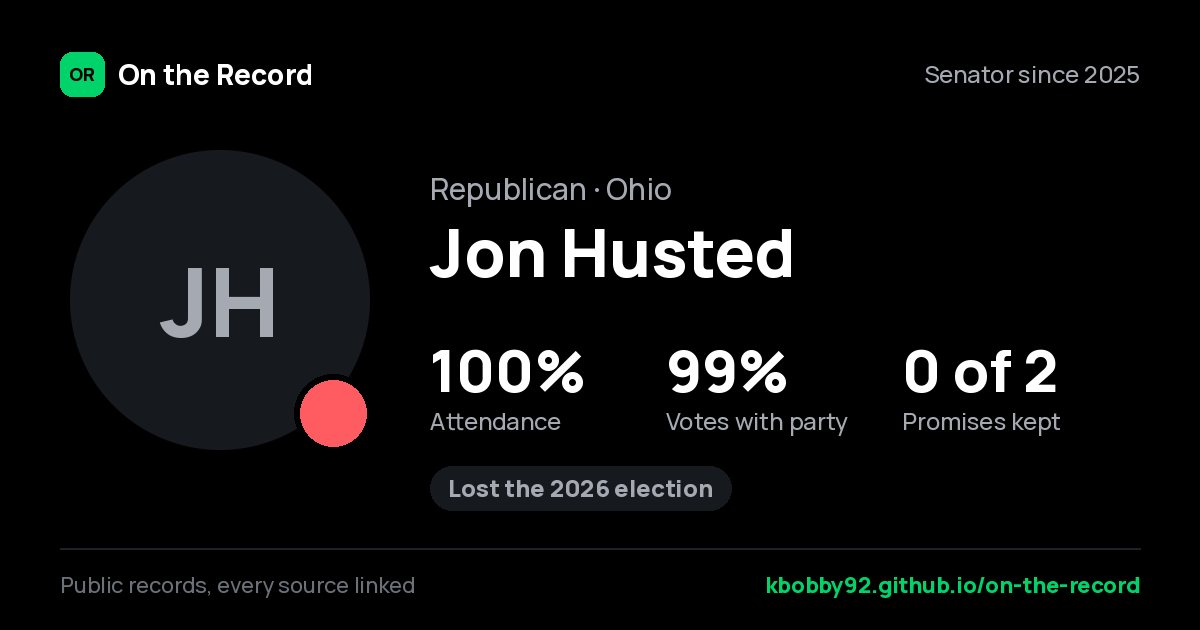 OR On the Record
Senator since 2025
Republican · Ohio
Jon Husted
JH
100% 99% 0 of 2
Attendance Votes with party Promises kept
Lost the 2026 election
Public records, every source linked
kbobby92.github.io/on-the-record